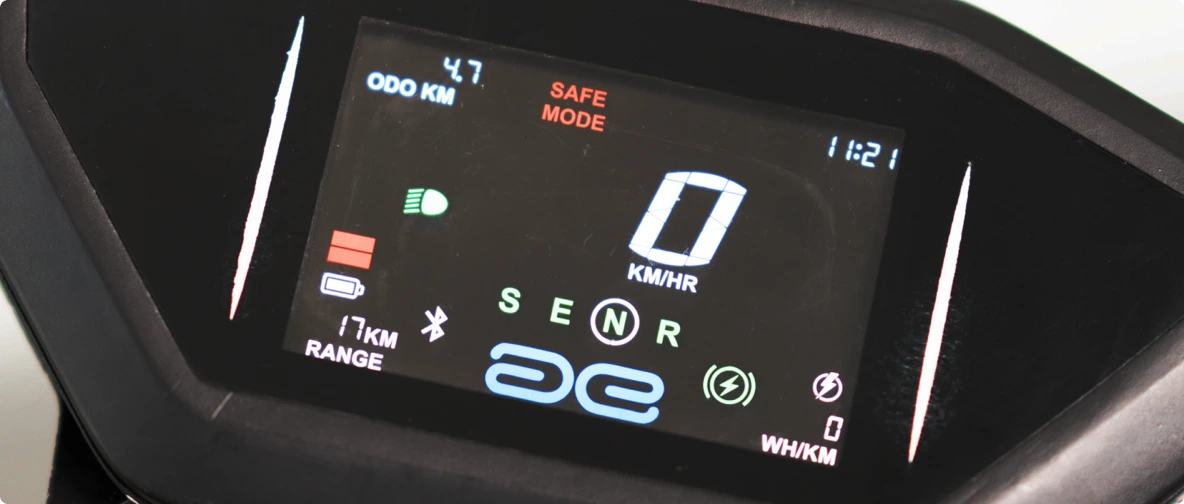 4.7
ODO KM
SAFE
MODE
11:21
0
KM/HR
S E N R
17KM
RANGE
0
WH/KM